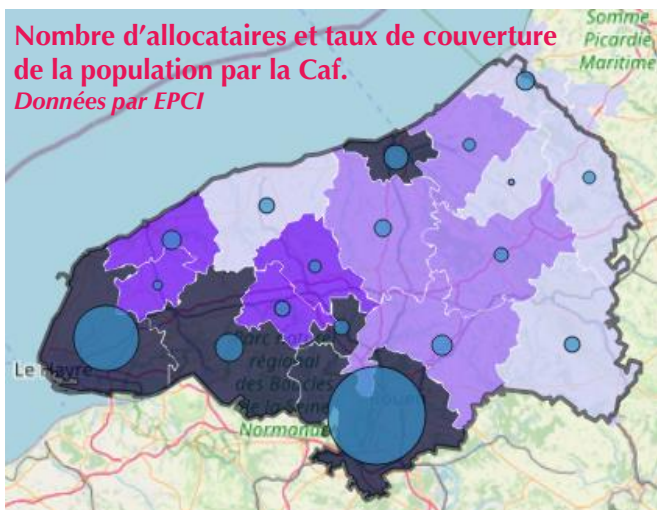 Nombre d'allocataires et taux de couverture
de la population par la Caf.
Données par EPCI
Somme
Picardie
Maritime
Le Havre
Parc naturel
régional
des Boucles
de la Seine
Normande